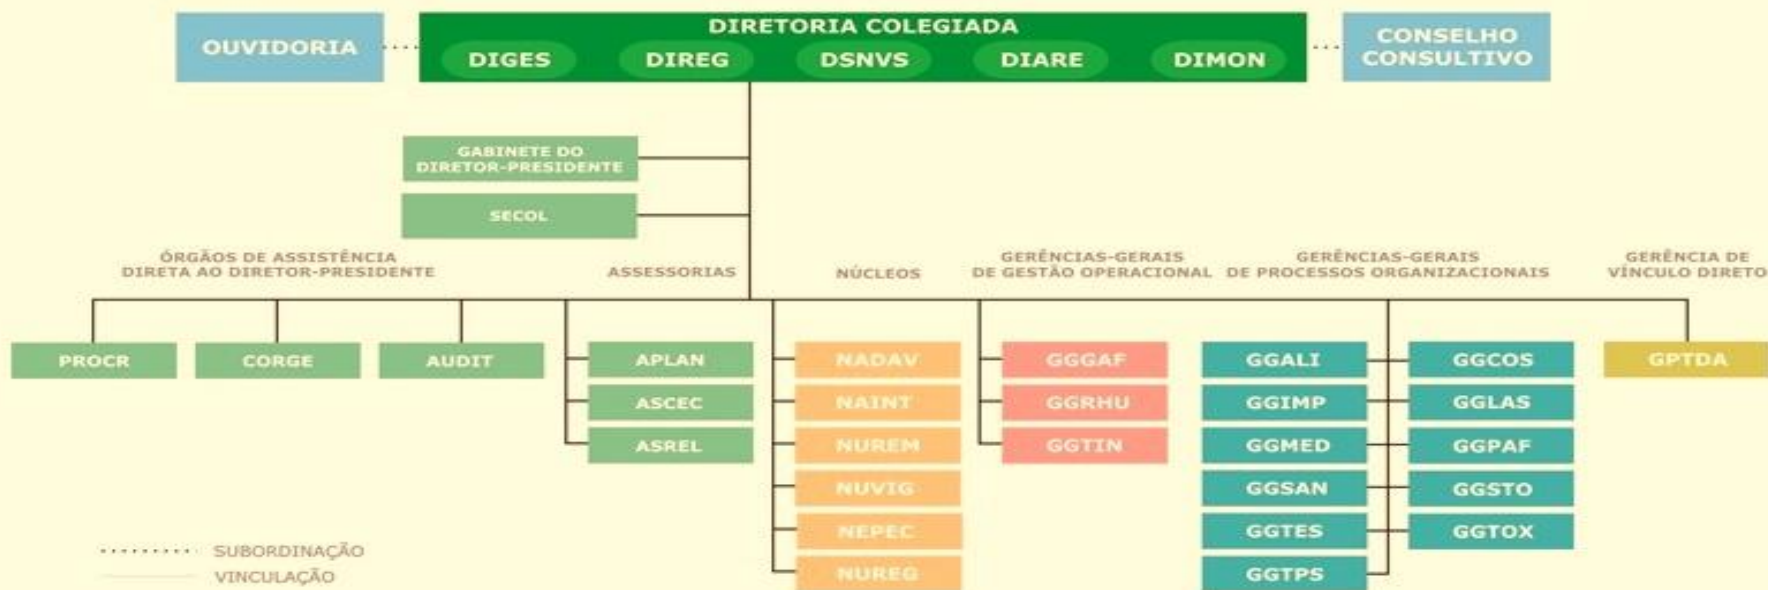 OUVIDORIA
DIRETORIA COLEGIADA
DIGES DIREG DSNVS DIARE DIMON
CONSELHO
CONSULTIVO
GABINETE DO
DIRETOR-PRESIDENTE
SECOL
ÓRGÃOS DE ASSISTÊNCIA
DIRETA AO DIRETOR-PRESIDENTE
ASSESSORIAS
NÚCLEOS
GERÊNCIAS-GERAIS
DE GESTÃO OPERACIONAL
GERÊNCIAS-GERAIS
DE PROCESSOS ORGANIZACIONAIS
GERÊNCIA DE
VÍNCULO DIRETO
PROCR
CORGE
AUDIT
APLAN
ASCEC
ASREL
NADAV
NAINT
NUREM
NUVIG
NEPEC
NUREG
GGGAF
GGRHU
GGTIN
GGALI
GGIMP
GGMED
GGSAN
GGTES
GGTPS
GGCOS
GGLAS
GGPAF
GGSTO
GGTOX
GPTDA
SUBORDINAÇÃO
VINCULAÇÃO